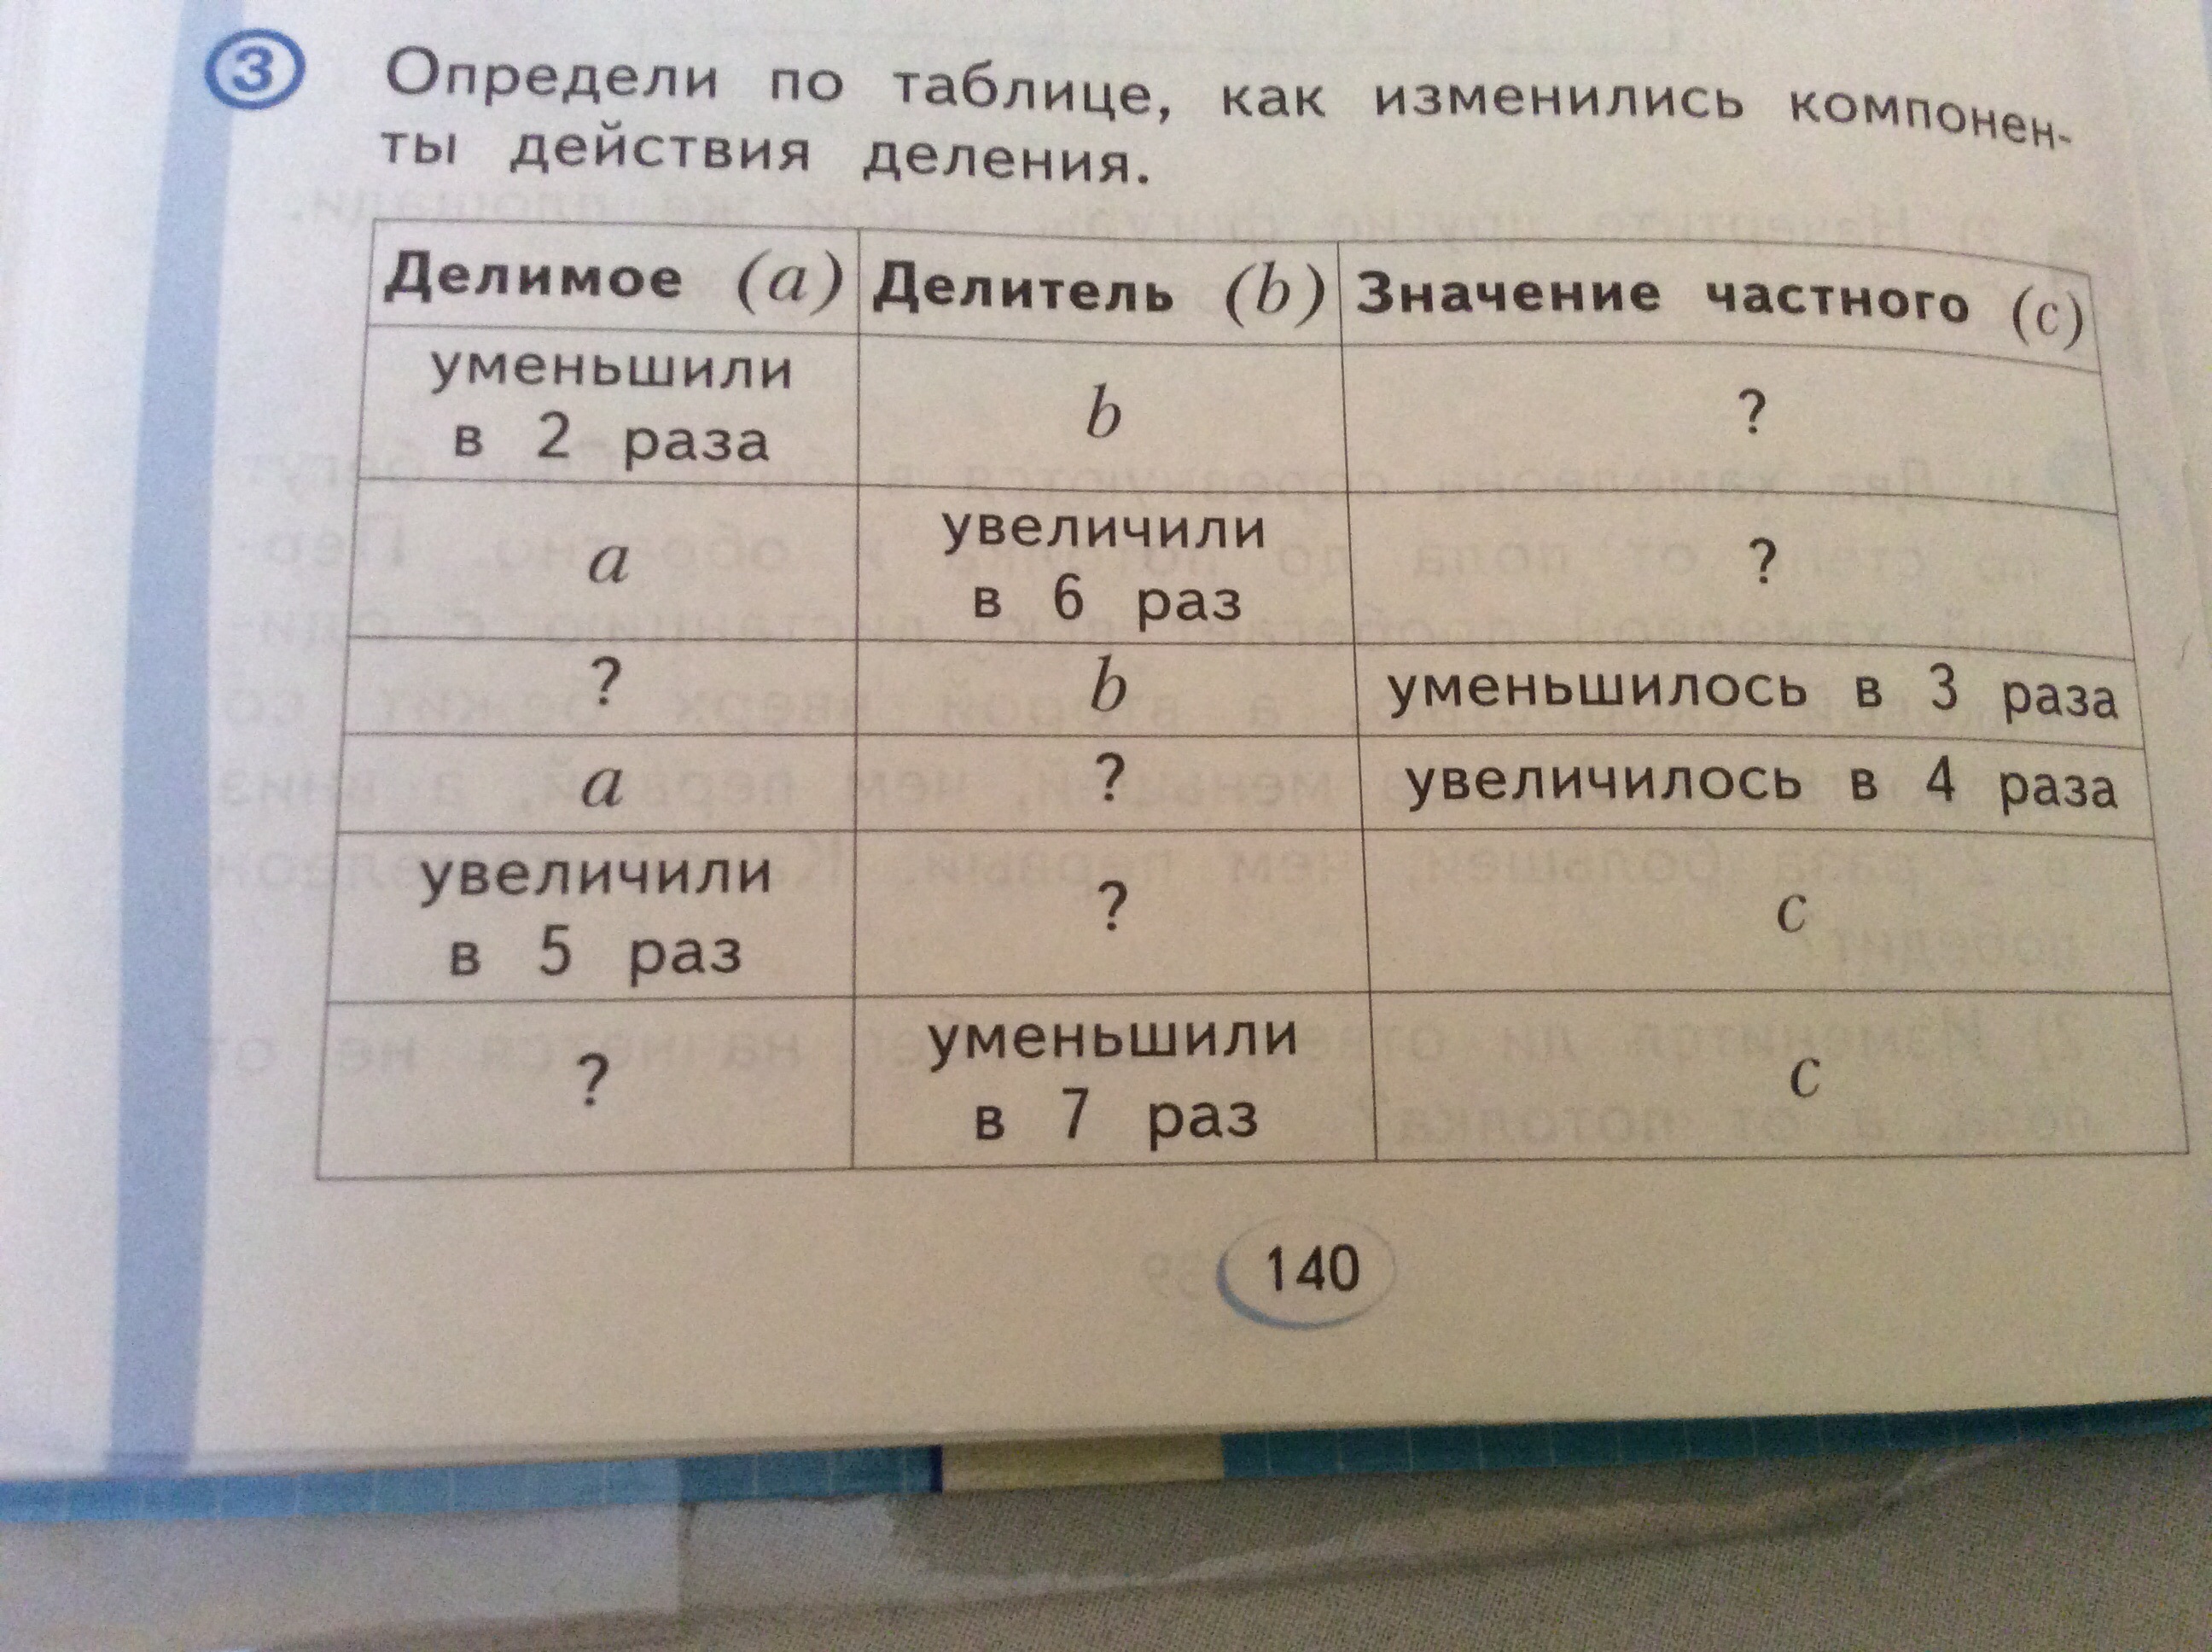 3 Определи по таблице, как изменились компонен-
ты действия деления.
Делимое (a) Делитель (b) Значение частного (c)
уменьшили
в 2 раза
b
?
a
увеличили
в 6 раз
?
? b уменьшилось в 3 раза
a ? увеличилось в 4 раза
увеличили
в 5 раз
?
c
?
уменьшили
в 7 раз
c
140